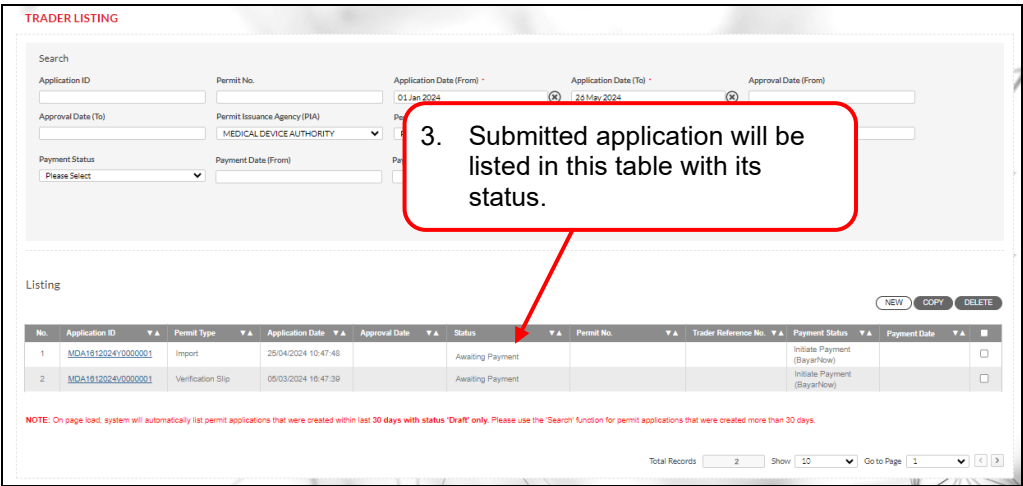 TRADER LISTING
Search
Application ID
Permit No.
Application Date (From) *
Application Date (To) *
Approval Date (From)
01 Jan 2024
26 May 2024
Approval Date (To)
Permit Issuance Agency (PIA)
MEDICAL DEVICE AUTHORITY
3. Submitted application will be
listed in this table with its
status.
Payment Status
Payment Date (From)
Please Select
Listing
NEW COPY DELETE
No. Application ID ▼▲ Permit Type ▼▲ Application Date ▼▲ Approval Date ▼▲ Status ▼▲ Permit No. ▼▲ Trader Reference No. ▼▲ Payment Status ▼▲ Payment Date ▼▲
1 MDA1612024Y0000001 Import 25/04/2024 10:47:48 Awaiting Payment Initiate Payment
(BayarNow)
2 MDA1612024V0000001 Verification Slip 05/03/2024 16:47:39 Awaiting Payment Initiate Payment
(BayarNow)
NOTE: On page load, system will automatically list permit applications that were created within last 30 days with status 'Draft' only. Please use the 'Search' function for permit applications that were created more than 30 days.
Total Records 2 Show 10 Go to Page 1 < >